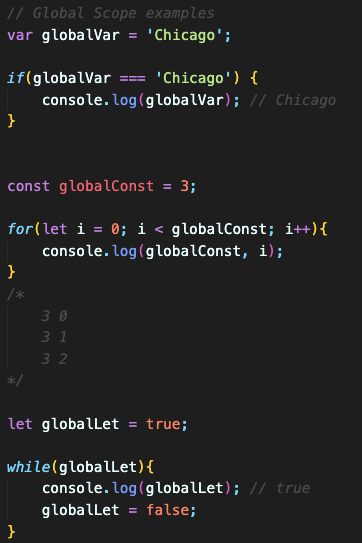 // Global Scope examples
var globalVar = 'Chicago';
if(globalVar === 'Chicago') {
console.log(globalVar); // Chicago
}
const globalConst = 3;
for(let i = 0; i < globalConst; i++){
console.log(globalConst, i);
}
/*
3 0
3 1
3 2
*/
let globalLet = true;
while(globalLet){
console.log(globalLet); // true
globalLet = false;
}